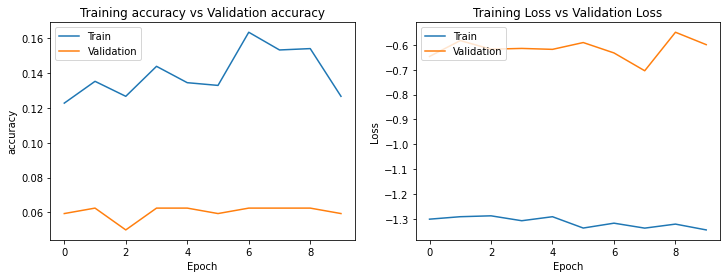 Training accuracy vs Validation accuracy
Train
Validation
0.16
0.14
0.12
0.10
0.08
0.06
accuracy
0 2 4 6 8
Epoch
Training Loss vs Validation Loss
Train
Validation
−0.6
−0.7
−0.8
−0.9
−1.0
−1.1
−1.2
−1.3
Loss
0 2 4 6 8
Epoch